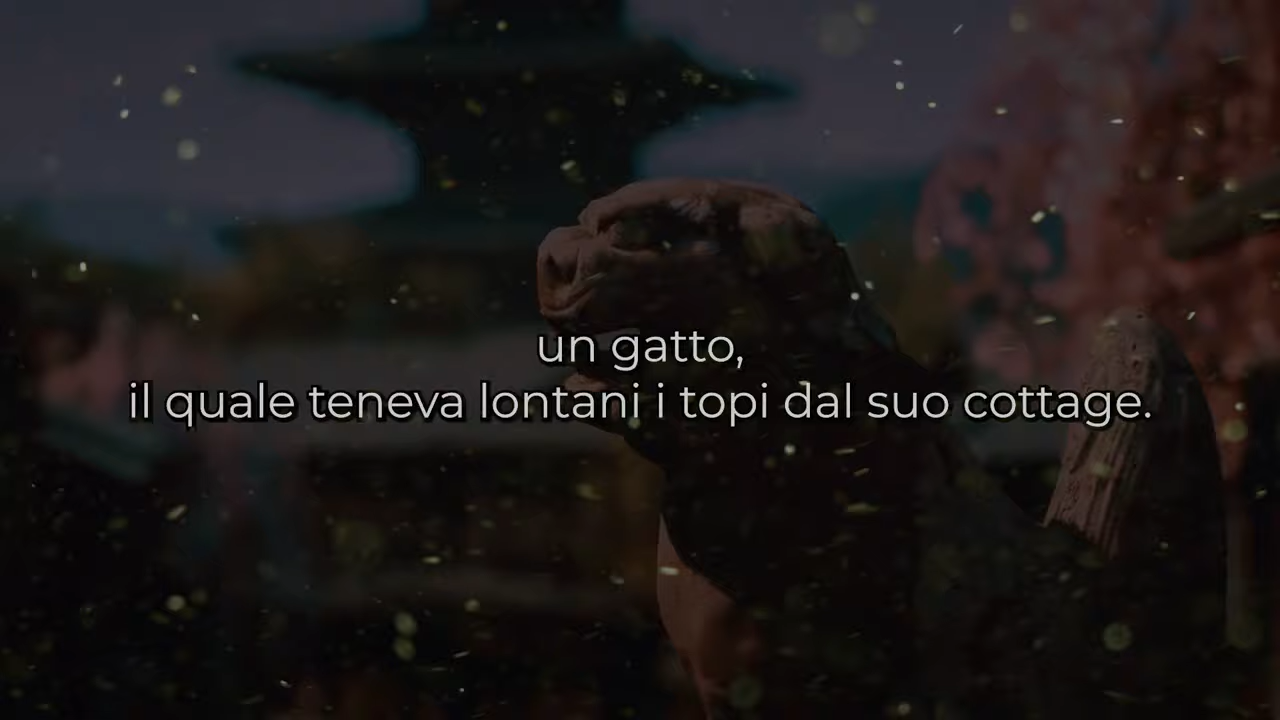 un gatto,
il quale teneva lontani i topi dal suo cottage.